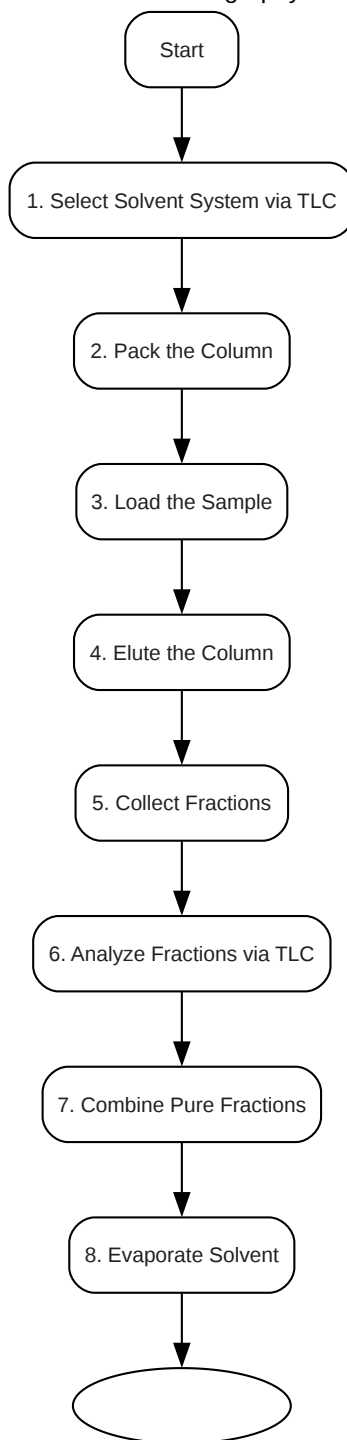 Start
1. Select Solvent System via TLC
2. Pack the Column
3. Load the Sample
4. Elute the Column
5. Collect Fractions
6. Analyze Fractions via TLC
7. Combine Pure Fractions
8. Evaporate Solvent